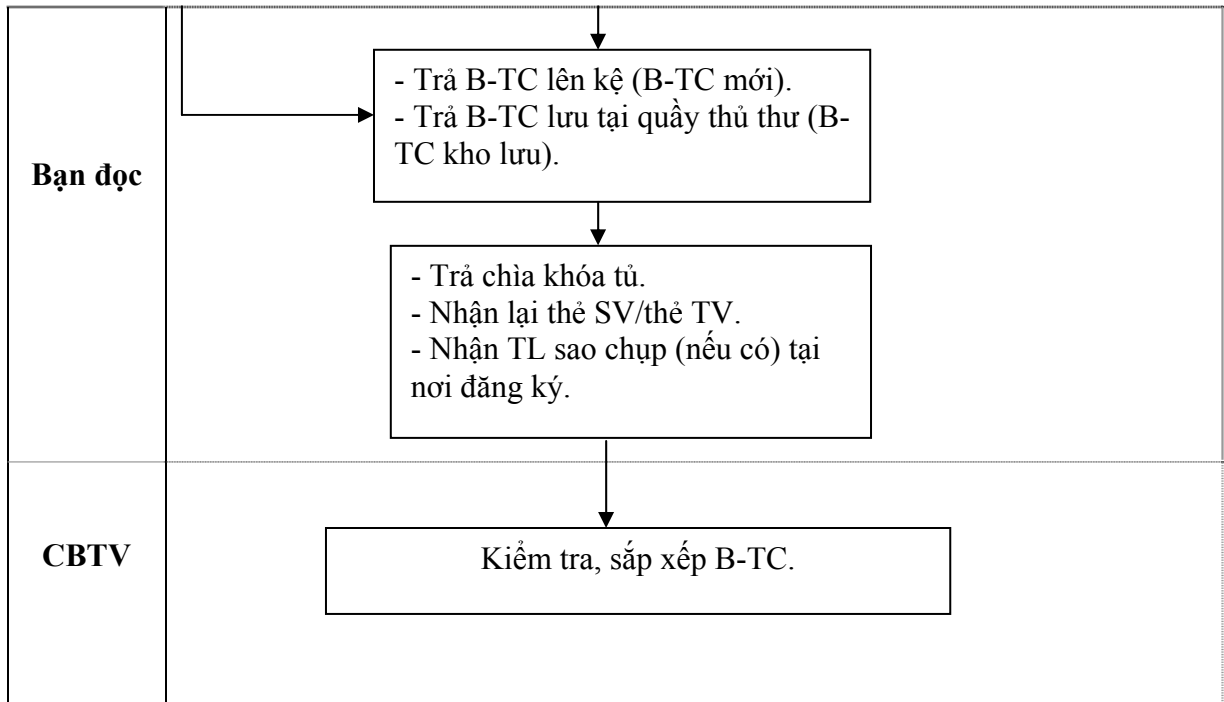 - Trả B-TC lên kệ (B-TC mới).
- Trả B-TC lưu tại quầy thủ thư (B-
TC kho lưu).
Bạn đọc
- Trả chìa khóa tủ.
- Nhận lại thẻ SV/thẻ TV.
- Nhận TL sao chụp (nếu có) tại
nơi đăng ký.
CBTV
Kiểm tra, sắp xếp B-TC.